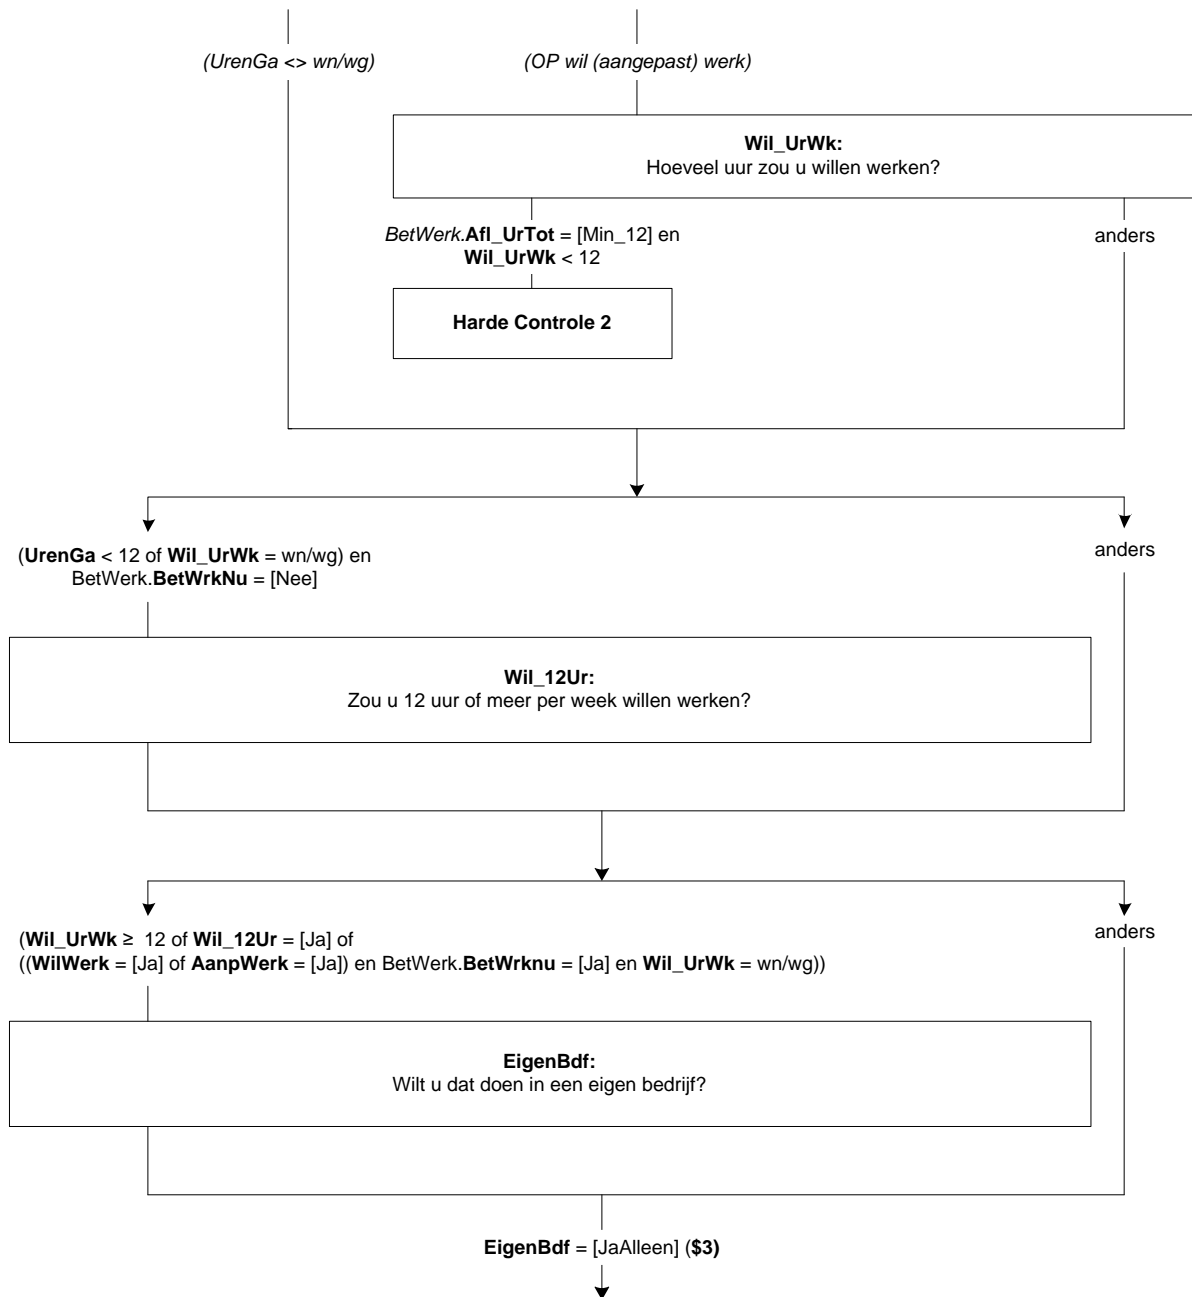 (UrenGa <> wn/wg)
(OP wil (aangepast) werk)
Wil_UrWk:
Hoeveel uur zou u willen werken?
BetWerk.Afl_UrTot = [Min_12] en
Wil_UrWk < 12
anders
Harde Controle 2
(UrenGa < 12 of Wil_UrWk = wn/wg) en
BetWerk.BetWrkNu = [Nee]
anders
Wil_12Ur:
Zou u 12 uur of meer per week willen werken?
(Wil_UrWk ≥ 12 of Wil_12Ur = [Ja] of
((WilWerk = [Ja] of AanpWerk = [Ja]) en BetWerk.BetWrknu = [Ja] en Wil_UrWk = wn/wg))
anders
EigenBdf:
Wilt u dat doen in een eigen bedrijf?
EigenBdf = [JaAlleen] ($3)